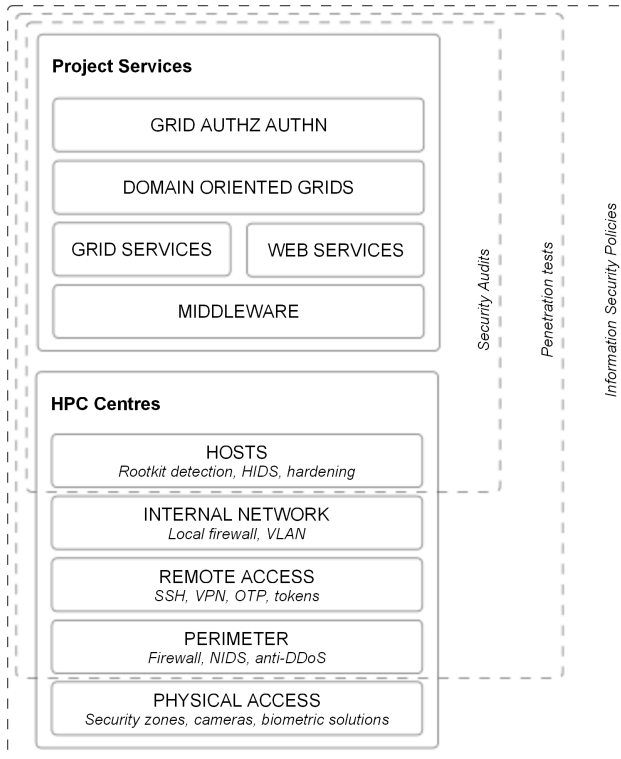 Project Services
GRID AUTHZ AUTHN
DOMAIN ORIENTED GRIDS
GRID SERVICES
WEB SERVICES
MIDDLEWARE
HPC Centres
HOSTS
Rootkit detection, HIDS, hardening
INTERNAL NETWORK
Local firewall, VLAN
REMOTE ACCESS
SSH, VPN, OTP, tokens
PERIMETER
Firewall, NIDS, anti-DDoS
PHYSICAL ACCESS
Security zones, cameras, biometric solutions
Security Audits
Penetration tests
Information Security Policies